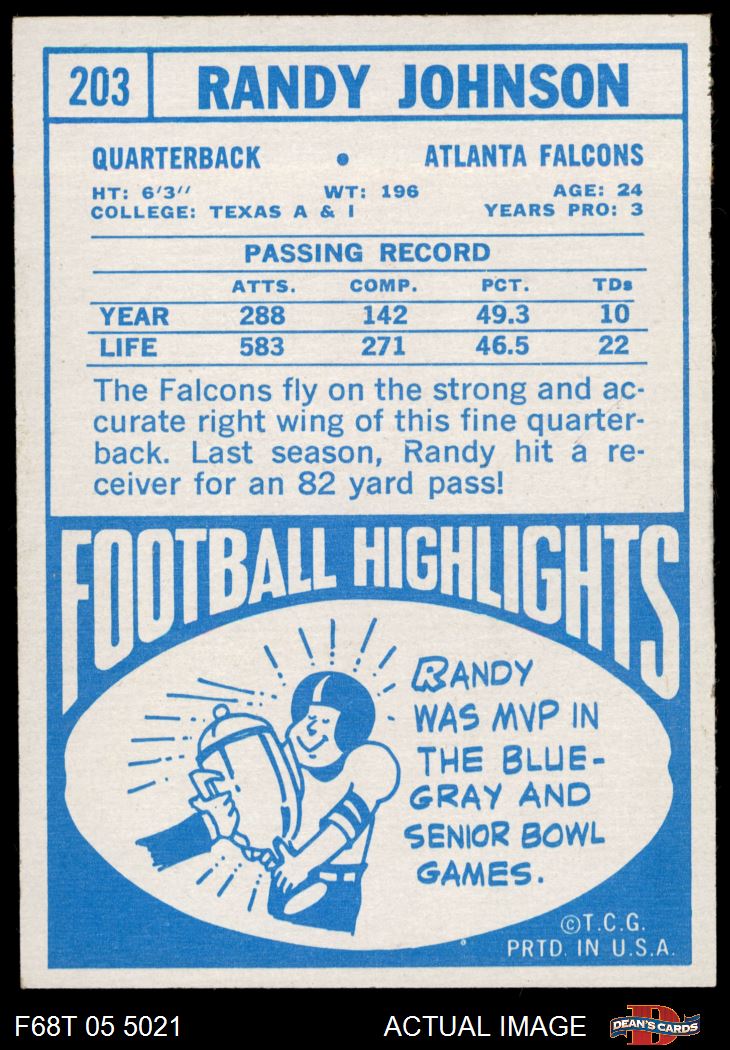 203 RANDY JOHNSON
QUARTERBACK • ATLANTA FALCONS
HT: 6'3'' WT: 196 AGE: 24
COLLEGE: TEXAS A & I YEARS PRO: 3
PASSING RECORD
ATTS. COMP. PCT. TDs
YEAR 288 142 49.3 10
LIFE 583 271 46.5 22
The Falcons fly on the strong and ac-
curate right wing of this fine quarter-
back. Last season, Randy hit a re-
ceiver for an 82 yard pass!
FOOTBALL HIGHLIGHTS
RANDY
WAS MVP IN
THE BLUE-
GRAY AND
SENIOR BOWL
GAMES.
©T.C.G.
PRTD. IN U.S.A.
F68T 05 5021 ACTUAL IMAGE D DEAN'S CARDS